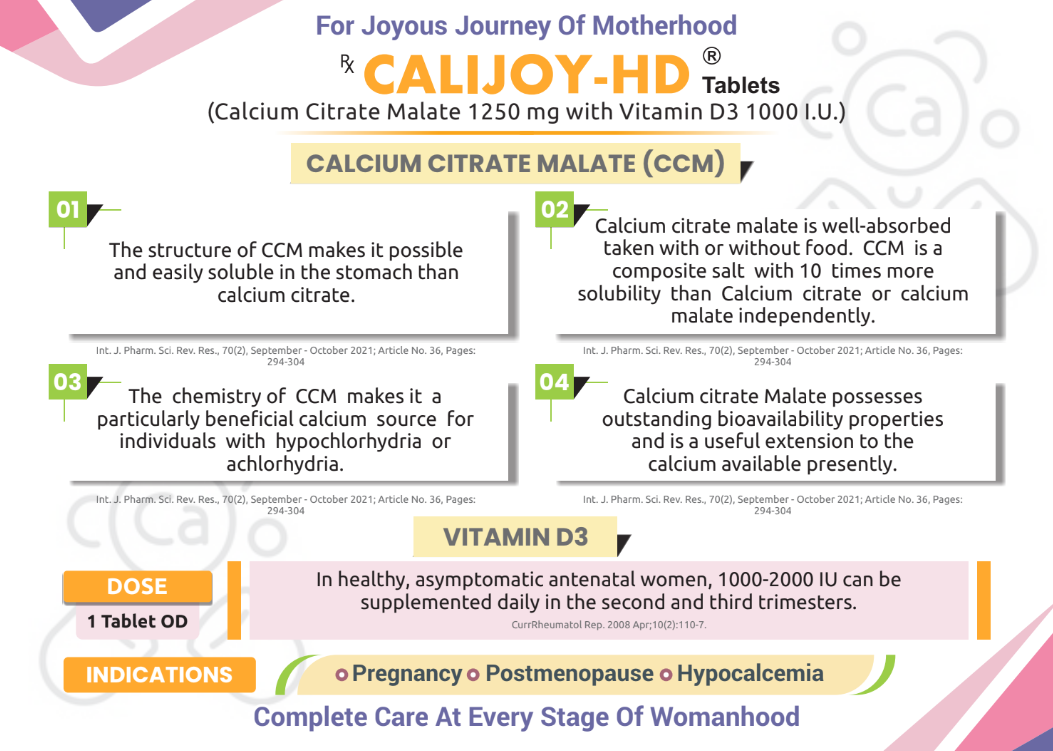 For Joyous Journey Of Motherhood
Rx CALIJOY-HD ® Tablets
(Calcium Citrate Malate 1250 mg with Vitamin D3 1000 I.U.)
CALCIUM CITRATE MALATE (CCM)
01
The structure of CCM makes it possible
and easily soluble in the stomach than
calcium citrate.
Int. J. Pharm. Sci. Rev. Res., 70(2), September - October 2021; Article No. 36, Pages:
294-304
02
Calcium citrate malate is well-absorbed
taken with or without food. CCM is a
composite salt with 10 times more
solubility than Calcium citrate or calcium
malate independently.
Int. J. Pharm. Sci. Rev. Res., 70(2), September - October 2021; Article No. 36, Pages:
294-304
03
The chemistry of CCM makes it a
particularly beneficial calcium source for
individuals with hypochlorhydria or
achlorhydria.
Int. J. Pharm. Sci. Rev. Res., 70(2), September - October 2021; Article No. 36, Pages:
294-304
04
Calcium citrate Malate possesses
outstanding bioavailability properties
and is a useful extension to the
calcium available presently.
Int. J. Pharm. Sci. Rev. Res., 70(2), September - October 2021; Article No. 36, Pages:
294-304
Ca
Ca
VITAMIN D3
DOSE
1 Tablet OD
In healthy, asymptomatic antenatal women, 1000-2000 IU can be
supplemented daily in the second and third trimesters.
CurrRheumatol Rep. 2008 Apr;10(2):110-7.
INDICATIONS
Pregnancy Postmenopause Hypocalcemia
Complete Care At Every Stage Of Womanhood